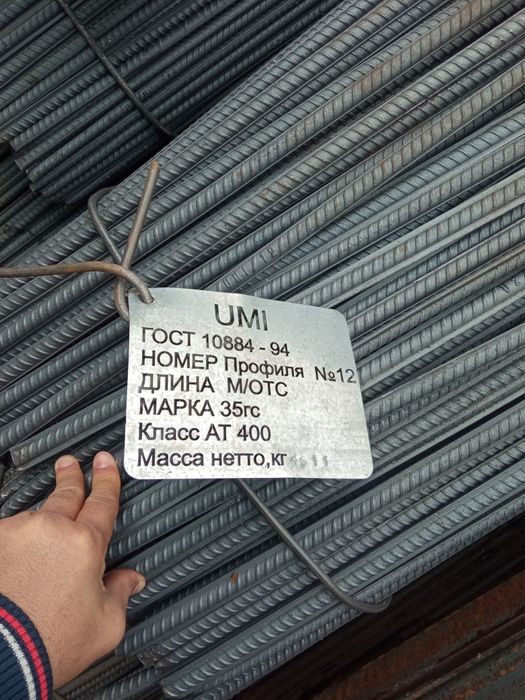 UMI
ГОСТ 10884 - 94
НОМЕР Профиля №12
ДЛИНА М/ОТС
МАРКА 35гс
Класс АТ 400
Масса нетто,кг